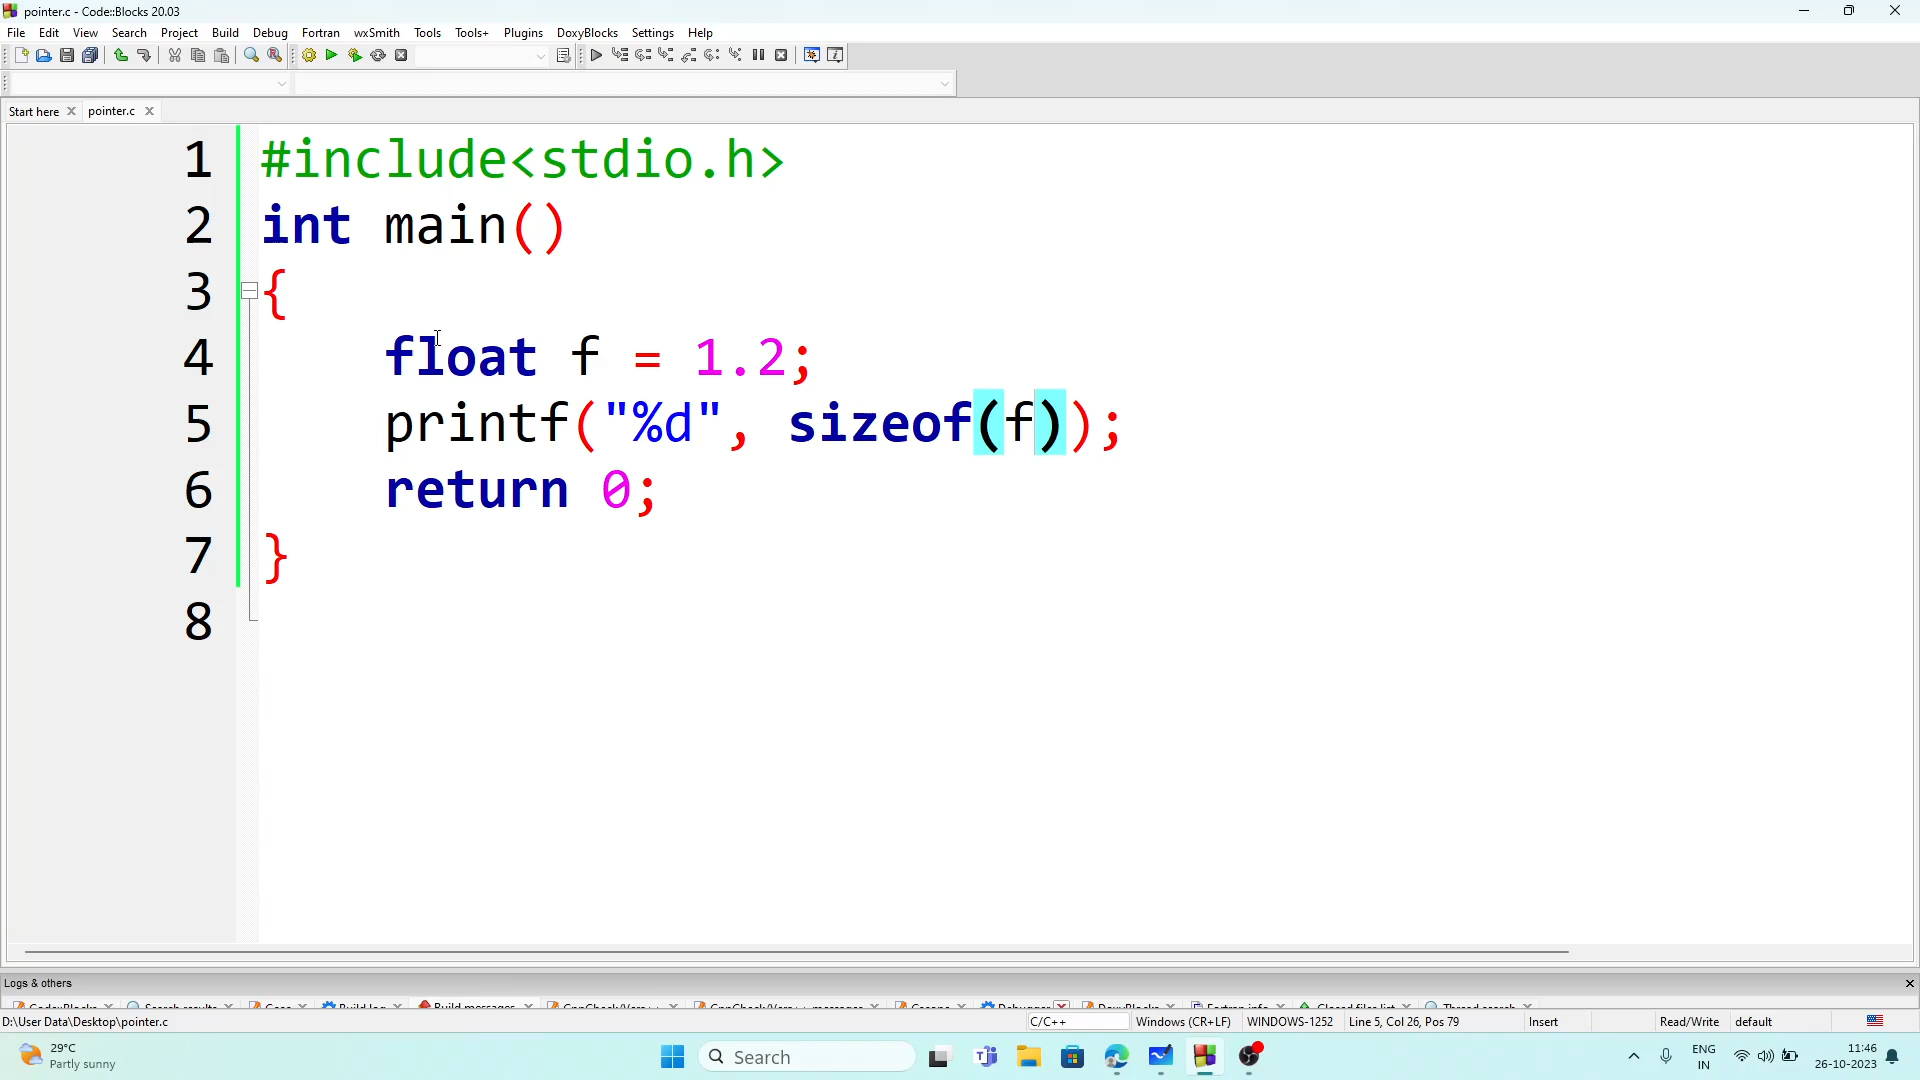 pointer.c - Code::Blocks 20.03
File Edit View Search Project Build Debug Fortran wxSmith Tools Tools+ Plugins DoxyBlocks Settings Help
Start here pointer.c
1 #include<stdio.h>
2 int main()
3 {
4 float f = 1.2;
5 printf("%d", sizeof(f));
6 return 0;
7 }
8
Logs & others
D:\User Data\Desktop\pointer.c C/C++ Windows (CR+LF) WINDOWS-1252 Line 5, Col 26, Pos 79 Insert Read/Write default
29°C
Partly sunny
Search
ENG
IN
11:46
26-10-2023